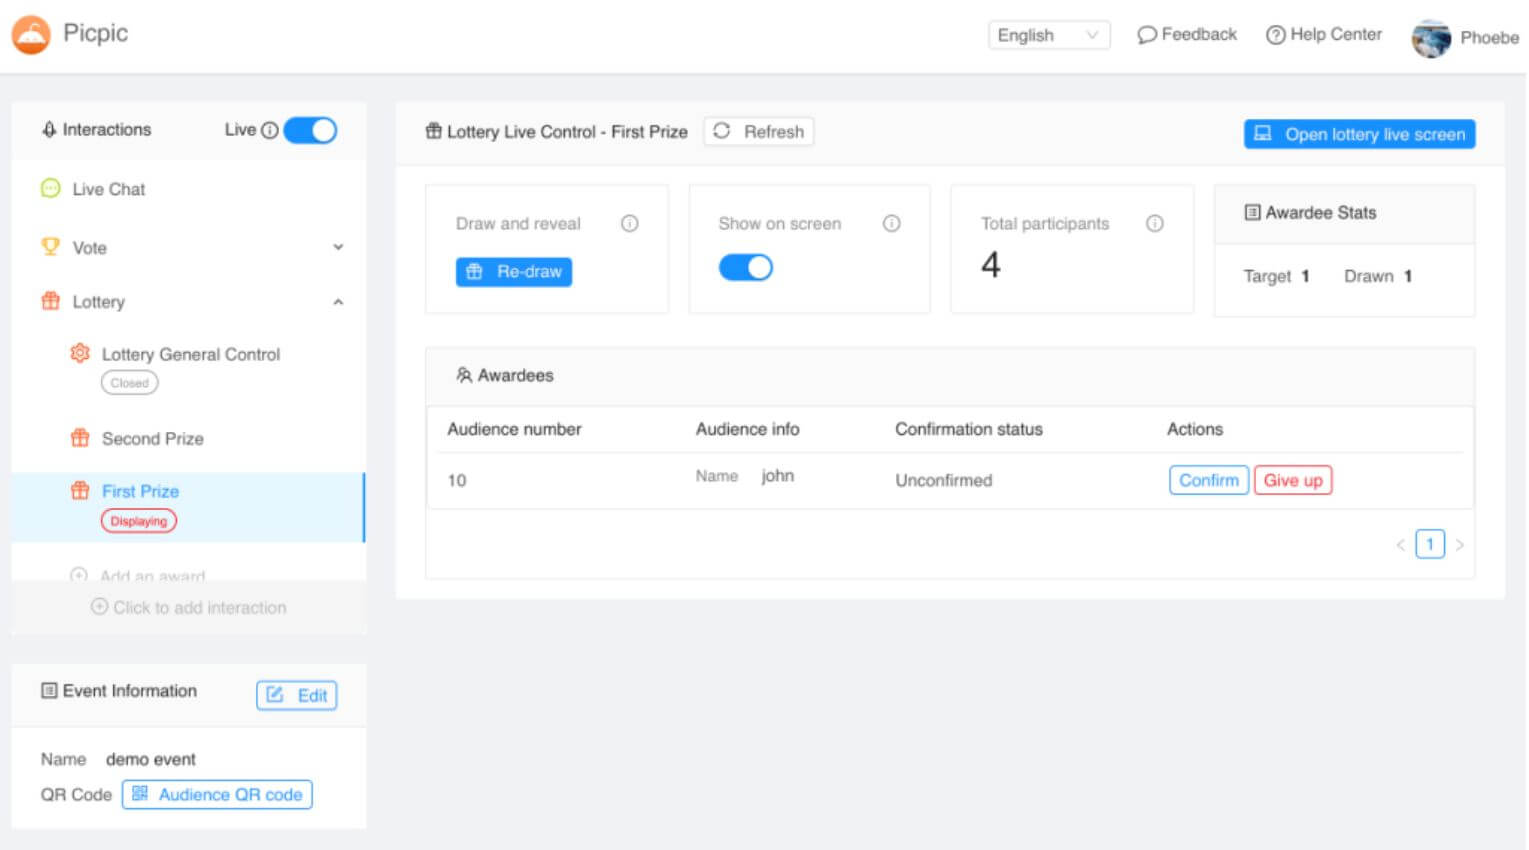 Picpic
English
Feedback
Help Center
Phoebe
Interactions
Live
Live Chat
Vote
Lottery
Lottery General Control
Closed
Second Prize
First Prize
Displaying
Add an award
Click to add interaction
Event Information
Edit
Name demo event
QR Code Audience QR code
Lottery Live Control - First Prize
Refresh
Open lottery live screen
Draw and reveal
Re-draw
Show on screen
Total participants
4
Awardee Stats
Target 1 Drawn 1
Awardees
Audience number Audience info Confirmation status Actions
10 Name john Unconfirmed Confirm Give up
< 1 >